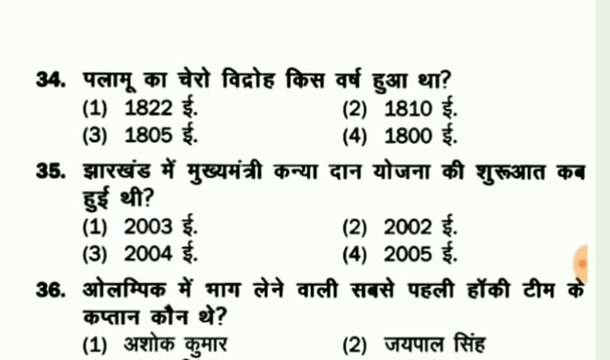 34. पलामू का चेरो विद्रोह किस वर्ष हुआ था?
(1) 1822 ई. (2) 1810 ई.
(3) 1805 ई. (4) 1800 ई.
35. झारखंड में मुख्यमंत्री कन्या दान योजना की शुरूआत कब
हुई थी?
(1) 2003 ई. (2) 2002 ई.
(3) 2004 ई. (4) 2005 ई.
36. ओलम्पिक में भाग लेने वाली सबसे पहली हॉकी टीम के
कप्तान कौन थे?
(1) अशोक कुमार (2) जयपाल सिंह